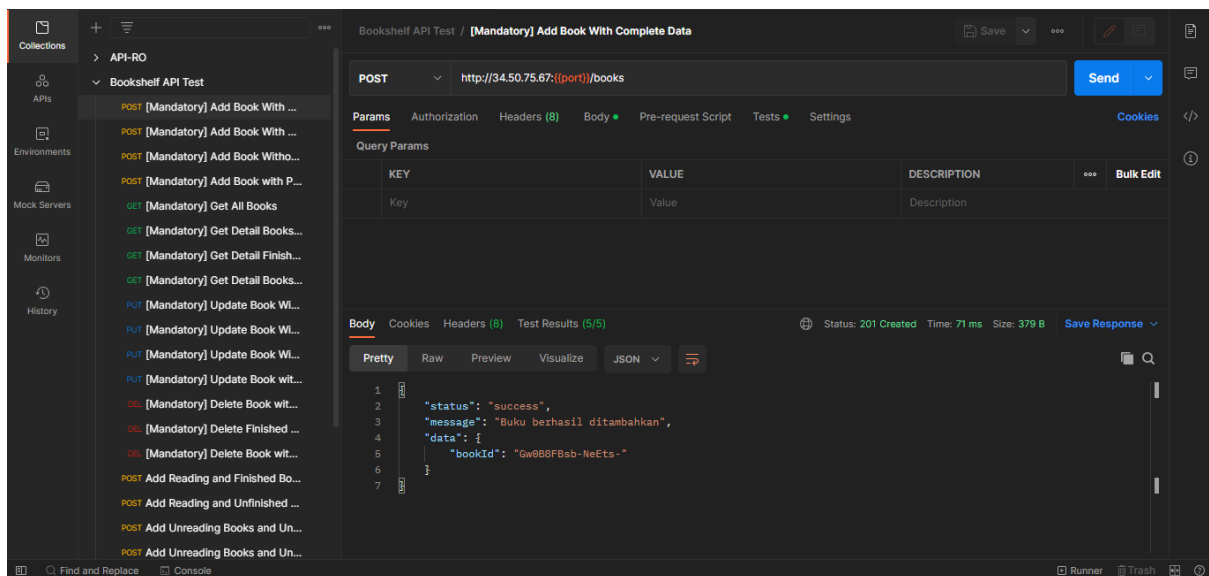 Collections
APIs
Environments
Mock Servers
Monitors
History
API-RO
Bookshelf API Test
POST [Mandatory] Add Book With ...
POST [Mandatory] Add Book With ...
POST [Mandatory] Add Book Witho...
POST [Mandatory] Add Book with P...
GET [Mandatory] Get All Books
GET [Mandatory] Get Detail Books...
GET [Mandatory] Get Detail Finish...
GET [Mandatory] Get Detail Books...
PUT [Mandatory] Update Book Wi...
PUT [Mandatory] Update Book Wi...
PUT [Mandatory] Update Book Wi...
PUT [Mandatory] Update Book wit...
DEL [Mandatory] Delete Book wit...
DEL [Mandatory] Delete Finished ...
DEL [Mandatory] Delete Book wit...
POST Add Reading and Finished Bo...
POST Add Reading and Unfinished ...
POST Add Unreading Books and Un...
POST Add Unreading Books and Un...
Bookshelf API Test / [Mandatory] Add Book With Complete Data Save
POST http://34.50.75.67:{{port}}/books Send
Params Authorization Headers (8) Body Pre-request Script Tests Settings Cookies
Query Params
KEY VALUE DESCRIPTION Bulk Edit
Key Value Description
Body Cookies Headers (8) Test Results (5/5) Status: 201 Created Time: 71 ms Size: 379 B Save Response
Pretty Raw Preview Visualize JSON
1 {
2 "status": "success",
3 "message": "Buku berhasil ditambahkan",
4 "data": {
5 "bookId": "Gw0B8FBsb-NeEts-"
6 }
7 }
Find and Replace Console Runner Trash